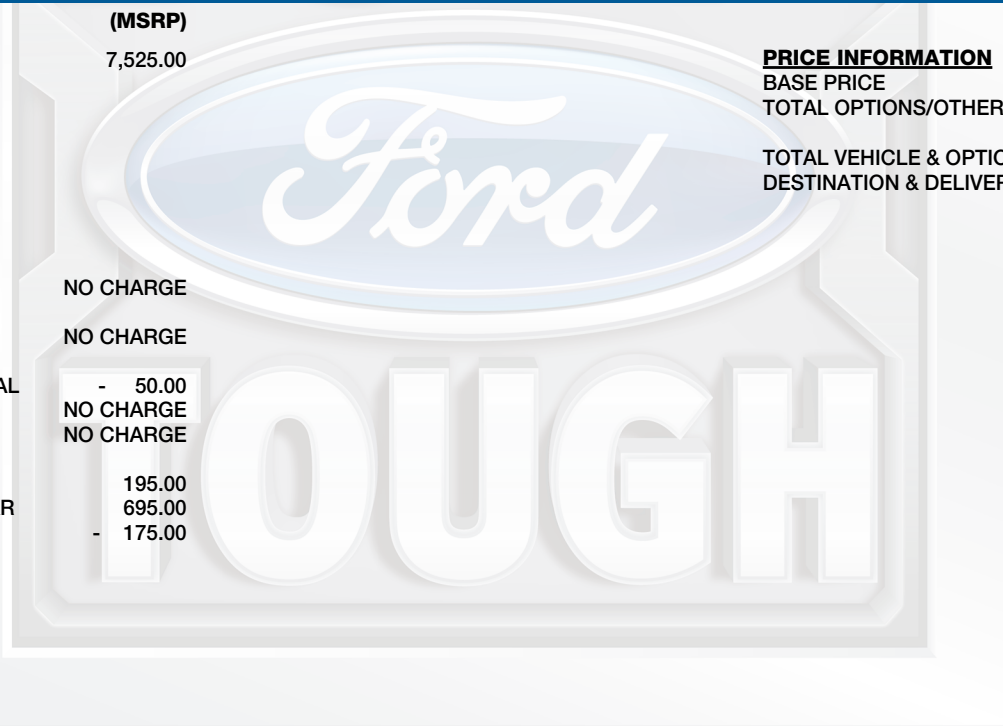 (MSRP)
7,525.00
NO CHARGE
NO CHARGE
AL - 50.00
NO CHARGE
NO CHARGE
195.00
R 695.00
- 175.00
PRICE INFORMATION
BASE PRICE
TOTAL OPTIONS/OTHER
TOTAL VEHICLE & OPTIO
DESTINATION & DELIVER
Ford
TOUGH